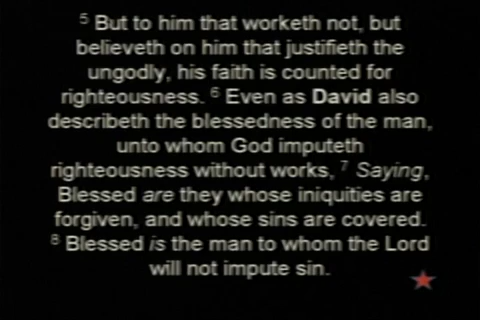 5 But to him that worketh not, but
believeth on him that justifieth the
ungodly, his faith is counted for
righteousness. 6 Even as David also
describeth the blessedness of the man,
unto whom God imputeth
righteousness without works, 7 Saying,
Blessed are they whose iniquities are
forgiven, and whose sins are covered.
8 Blessed is the man to whom the Lord
will not impute sin.